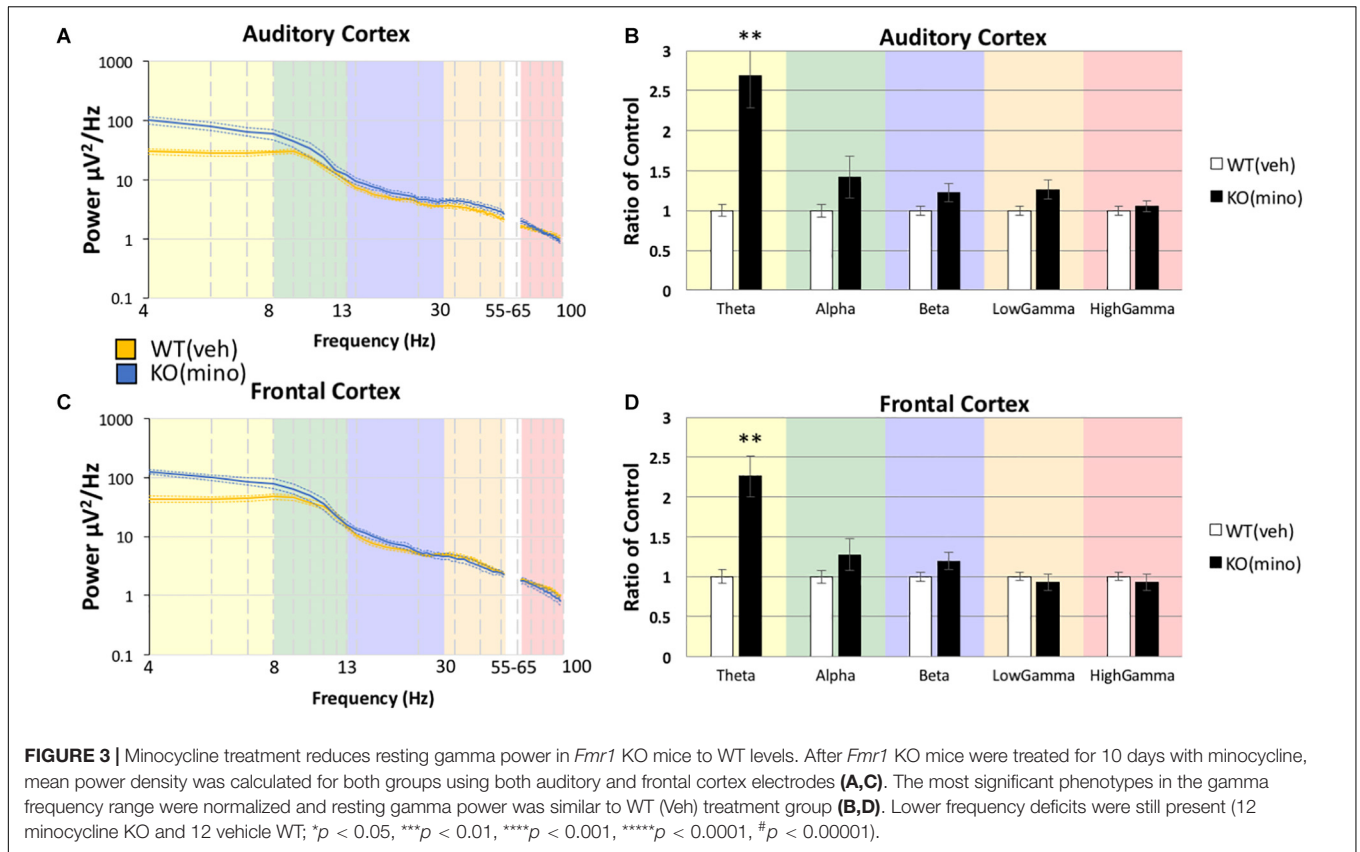 A
Auditory Cortex
Power µV²/Hz
1000
100
10
1
0.1
4 8 13 30 55-65 100
Frequency (Hz)
WT(veh)
KO(mino)
B
Auditory Cortex
Ratio of Control
3
2.5
2
1.5
1
0.5
0
**
Theta Alpha Beta LowGamma HighGamma
WT(veh)
KO(mino)
C
Frontal Cortex
Power µV²/Hz
1000
100
10
1
0.1
4 8 13 30 55-65 100
Frequency (Hz)
D
Frontal Cortex
Ratio of Control
3
2.5
2
1.5
1
0.5
0
**
Theta Alpha Beta LowGamma HighGamma
WT(veh)
KO(mino)
FIGURE 3 | Minocycline treatment reduces resting gamma power in Fmr1 KO mice to WT levels. After Fmr1 KO mice were treated for 10 days with minocycline,
mean power density was calculated for both groups using both auditory and frontal cortex electrodes (A,C). The most significant phenotypes in the gamma
frequency range were normalized and resting gamma power was similar to WT (Veh) treatment group (B,D). Lower frequency deficits were still present (12
minocycline KO and 12 vehicle WT; *p < 0.05, ***p < 0.01, ****p < 0.001, *****p < 0.0001, #p < 0.00001).